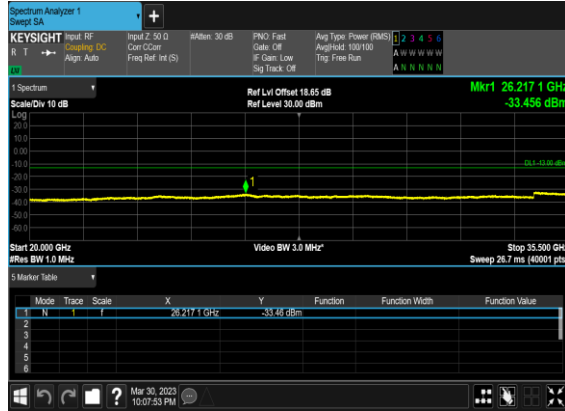 Spectrum Analyzer 1
Swept SA
+
KEYSIGHT Input: RF Input Z: 50 Ω #Atten: 30 dB PNO: Fast Avg Type: Power (RMS) 1 2 3 4 5 6
R T Coupling: DC Corr CCorr Gate: Off Avg|Hold: 100/100 A W W W W W
Align: Auto Freq Ref: Int (S) IF Gain: Low Trig: Free Run
LV Sig Track: Off A N N N N N
1 Spectrum Ref Lvl Offset 18.65 dB Mkr1 26.217 1 GHz
Scale/Div 10 dB Ref Level 30.00 dBm -33.456 dBm
Log
20.0
10.0
0.00
-10.0 DL1 -13.00 dBm
-20.0
1
-30.0
-40.0
-50.0
-60.0
Start 20.000 GHz Video BW 3.0 MHz* Stop 35.500 GHz
#Res BW 1.0 MHz Sweep 26.7 ms (40001 pts)
5 Marker Table
Mode Trace Scale X Y Function Function Width Function Value
1 N 1 f 26.217 1 GHz -33.46 dBm
2
3
4
5
6
? Mar 30, 2023
10:07:53 PM